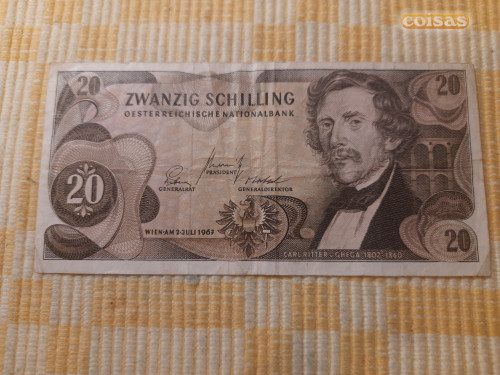 coisas
20
ZWANZIG SCHILLING
OESTERREICHISCHE NATIONALBANK
PRÄSIDENT
GENERALRAT
GENERALDIREKTOR
20
WIEN·AM 2·JULI 1967
20
CARL RITTER v. GHEGA 1802-1860